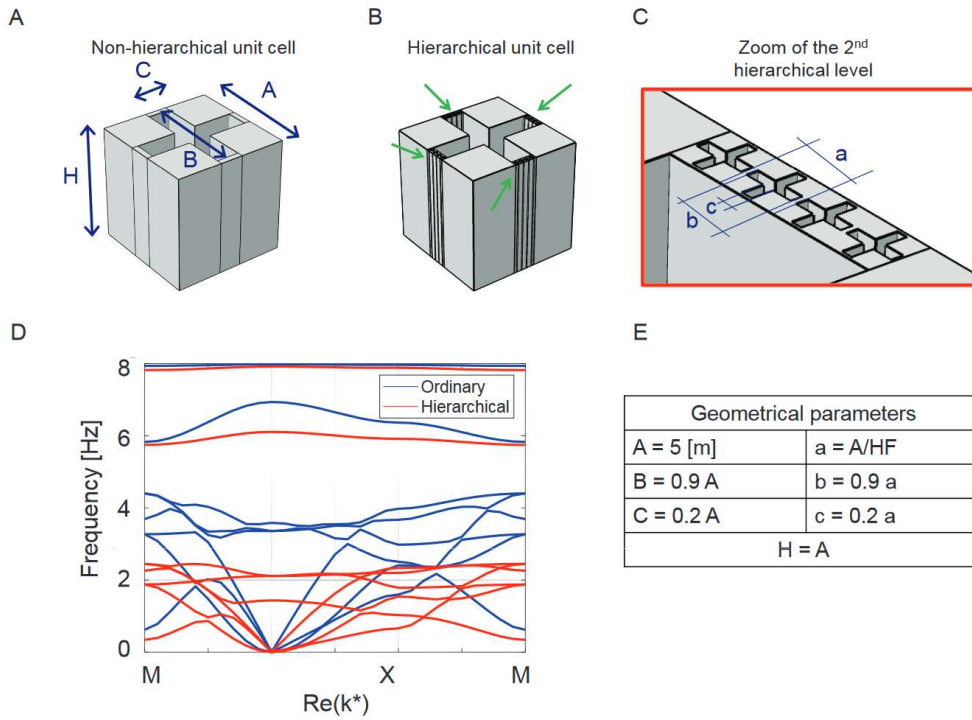 A
Non-hierarchical unit cell
C
A
B
H
B
Hierarchical unit cell
C
Zoom of the 2nd
hierarchical level
a
c
b
D
8
6
4
2
0
Frequency [Hz]
Ordinary
Hierarchical
M
X
M
Re(k*)
E
Geometrical parameters
A = 5 [m]
a = A/HF
B = 0.9 A
b = 0.9 a
C = 0.2 A
c = 0.2 a
H = A